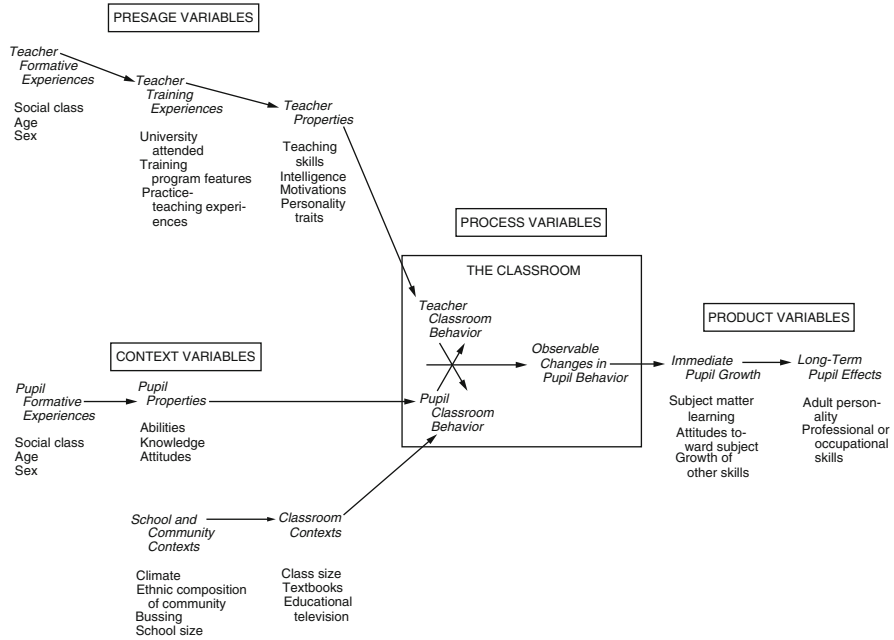 PRESAGE VARIABLES
Teacher
Formative
Experiences
Social class
Age
Sex
Teacher
Training
Experiences
University
attended
Training
program features
Practice-
teaching experi-
ences
Teacher
Properties
Teaching
skills
Intelligence
Motivations
Personality
traits
PROCESS VARIABLES
THE CLASSROOM
Teacher
Classroom
Behavior
Observable
Changes in
Pupil Behavior
Pupil
Classroom
Behavior
PRODUCT VARIABLES
Immediate
Pupil Growth
Subject matter
learning
Attitudes to-
ward subject
Growth of
other skills
Long-Term
Pupil Effects
Adult person-
ality
Professional or
occupational
skills
CONTEXT VARIABLES
Pupil
Formative
Experiences
Social class
Age
Sex
Pupil
Properties
Abilities
Knowledge
Attitudes
School and
Community
Contexts
Climate
Ethnic composition
of community
Bussing
School size
Classroom
Contexts
Class size
Textbooks
Educational
television